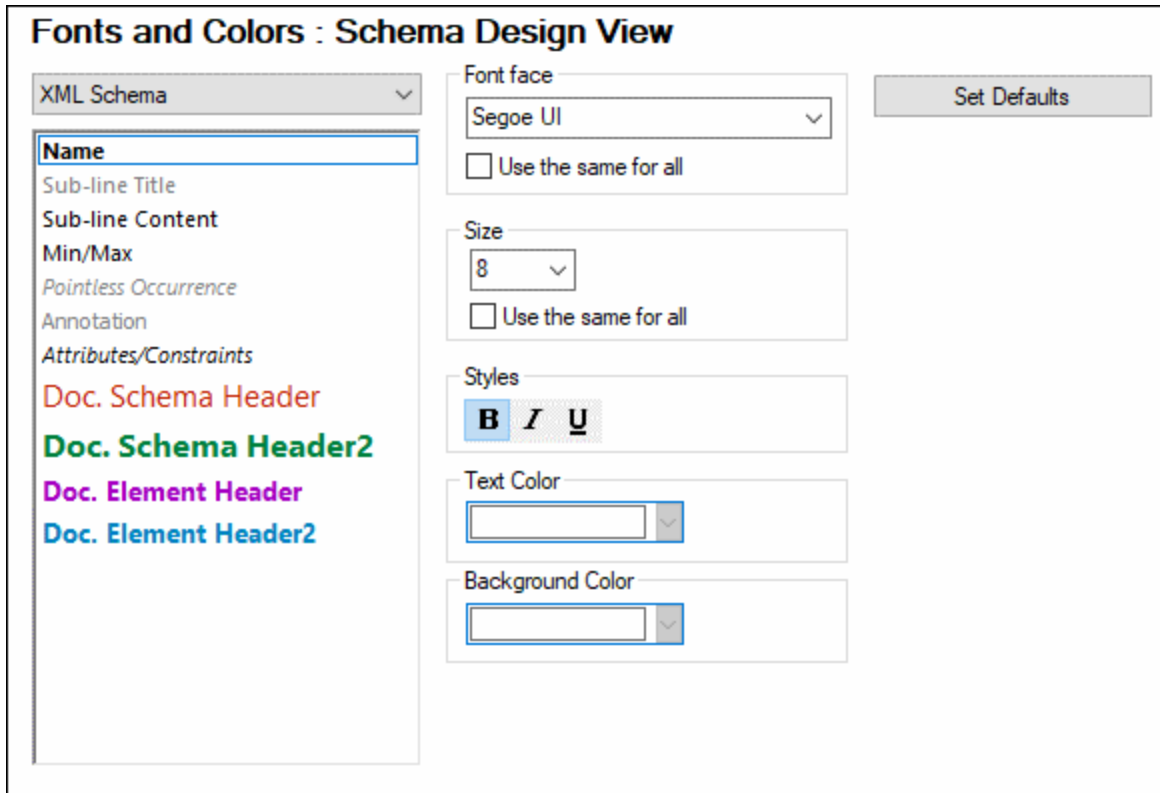 Fonts and Colors : Schema Design View
XML Schema
Name
Sub-line Title
Sub-line Content
Min/Max
Pointless Occurrence
Annotation
Attributes/Constraints
Doc. Schema Header
Doc. Schema Header2
Doc. Element Header
Doc. Element Header2
Font face
Segoe UI
Use the same for all
Size
8
Use the same for all
Styles
B I U
Text Color
Background Color
Set Defaults